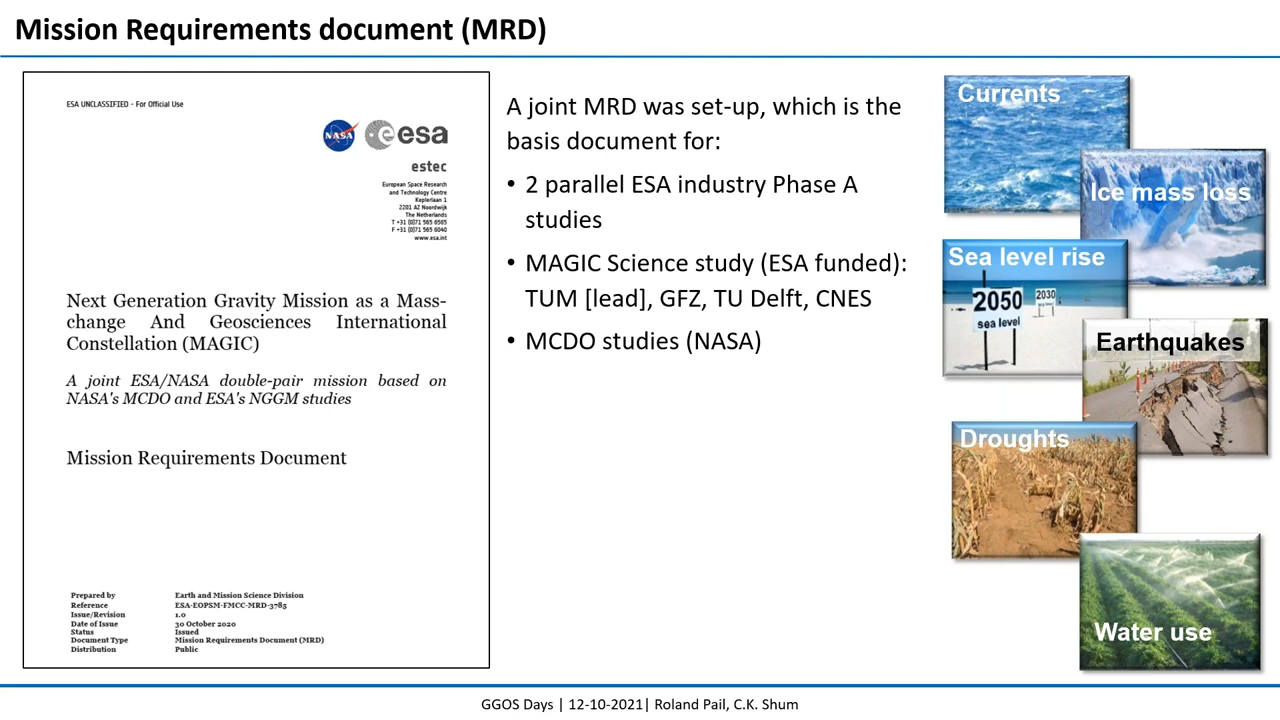 Mission Requirements document (MRD)
ESA UNCLASSIFIED - For Official Use
NASA
esa
estec
European Space Research
and Technology Centre
Keplerlaan 1
2201 AZ Noordwijk
The Netherlands
T +31 (0)71 565 6565
F +31 (0)71 565 6040
www.esa.int
Next Generation Gravity Mission as a Mass-
change And Geosciences International
Constellation (MAGIC)
A joint ESA/NASA double-pair mission based on
NASA's MCDO and ESA's NGGM studies
Mission Requirements Document
Prepared by Earth and Mission Science Division
Reference ESA-EOPSM-FMCC-MRD-3785
Issue/Revision 1.0
Date of Issue 30 October 2020
Status Issued
Document Type Mission Requirements Document (MRD)
Distribution Public
A joint MRD was set-up, which is the
basis document for:
• 2 parallel ESA industry Phase A
studies
• MAGIC Science study (ESA funded):
TUM [lead], GFZ, TU Delft, CNES
• MCDO studies (NASA)
Currents
Ice mass loss
Sea level rise
2050
sea level
2030
Earthquakes
Droughts
Water use
GGOS Days | 12-10-2021| Roland Pail, C.K. Shum